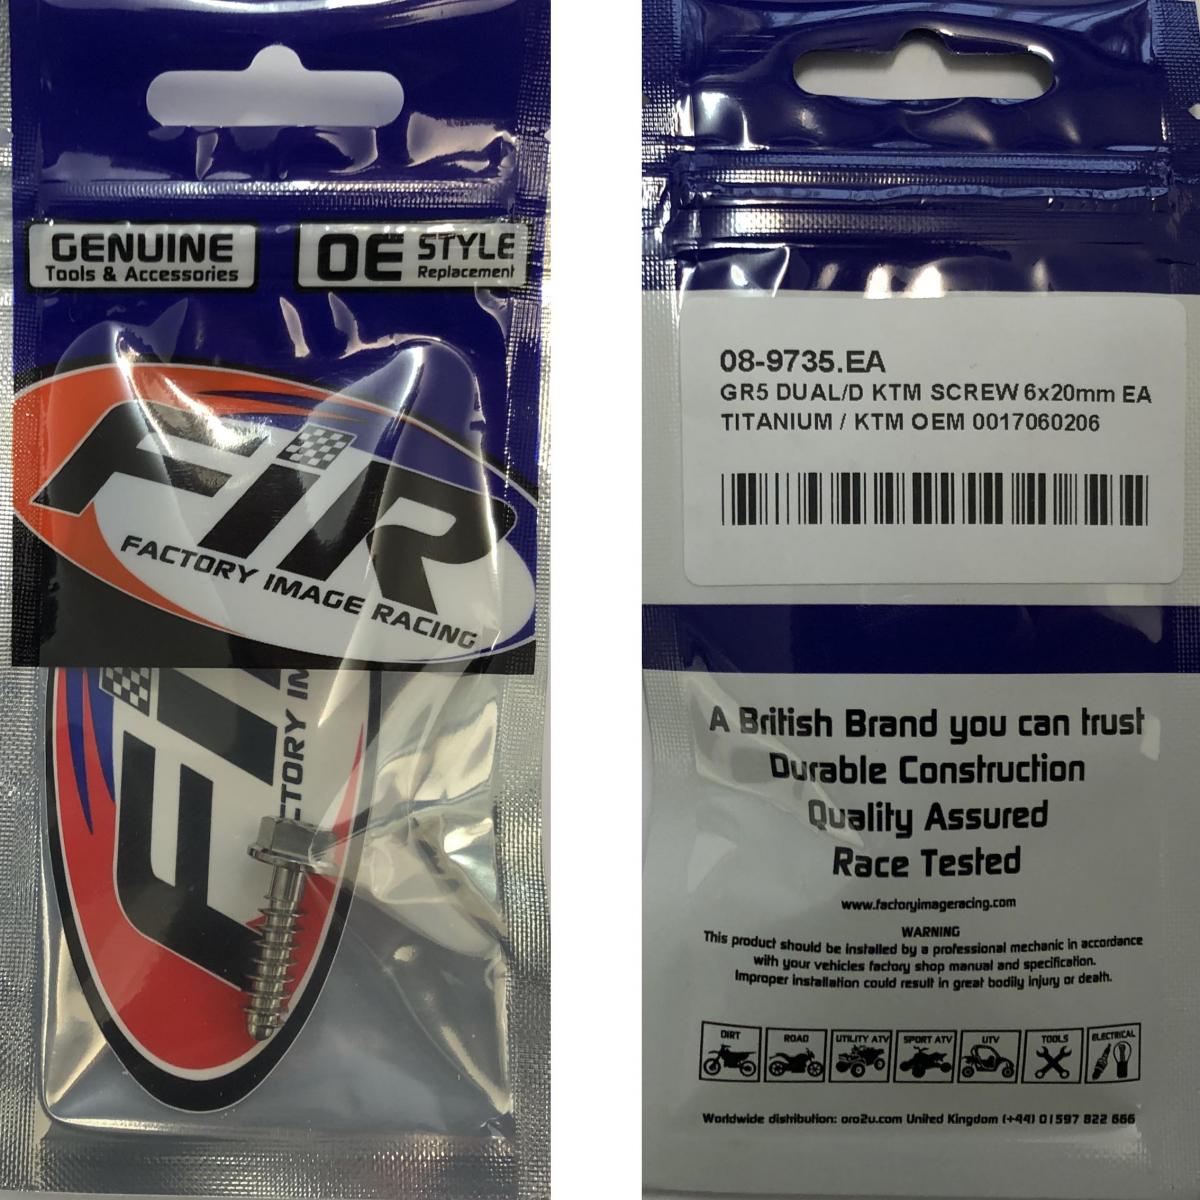 GENUINE
Tools & Accessories
OE STYLE
Replacement
FIR
FACTORY IMAGE RACING
FIR
CTORY IM
08-9735.EA
GR5 DUAL/D KTM SCREW 6x20mm EA
TITANIUM / KTM OEM 0017060206
A British Brand you can trust
Durable Construction
Quality Assured
Race Tested
www.factoryimageracing.com
WARNING
This product should be installed by a professional mechanic in accordance
with your vehicles factory shop manual and specification.
Improper installation could result in great bodily injury or death.
DIRT ROAD UTILITY ATV SPORT ATV UTV TOOLS ELECTRICAL
Worldwide distribution: oro2u.com United Kingdom (+44) 01597 822 666